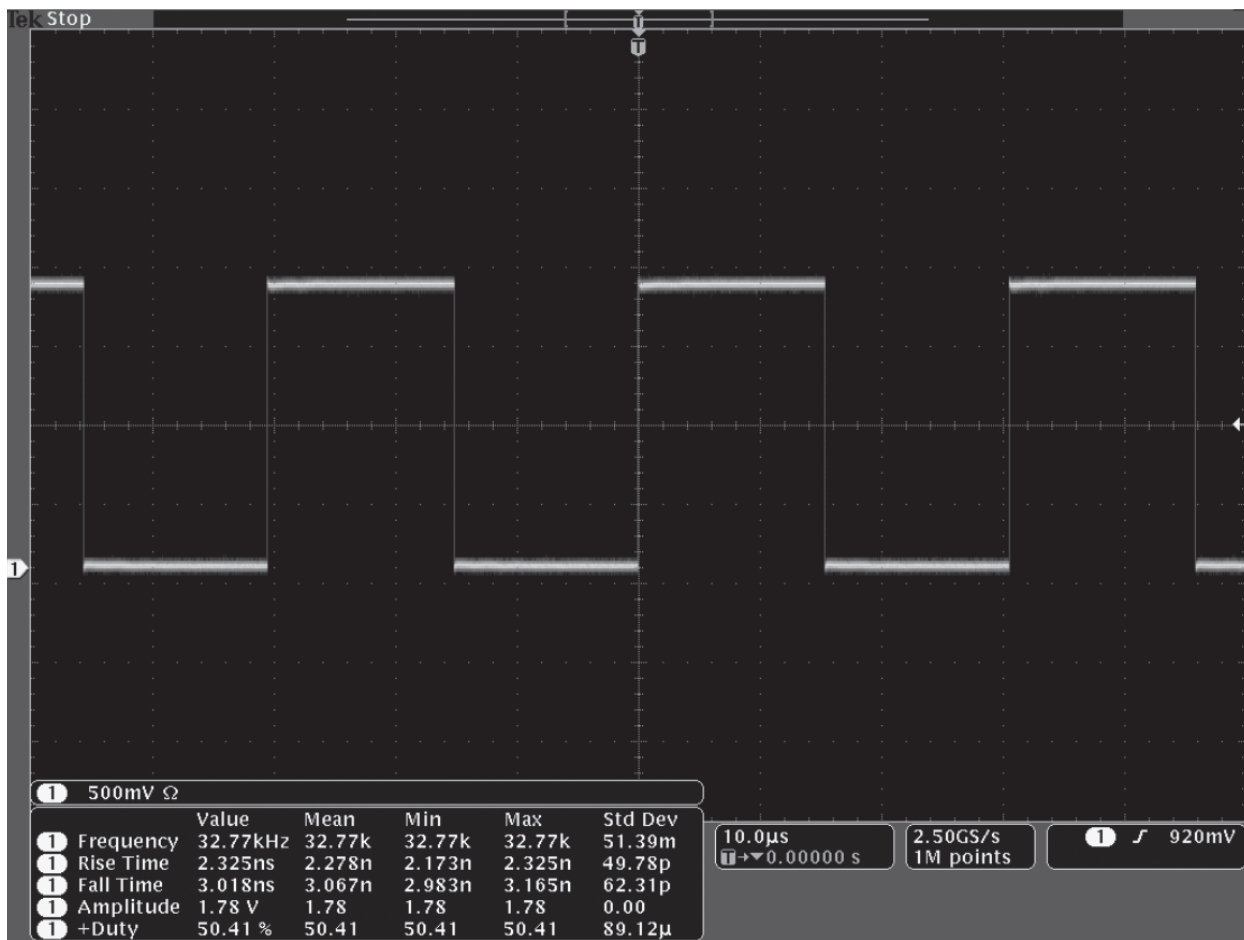 Tek Stop
T
T
1
1 500mV Ω
Value Mean Min Max Std Dev
1 Frequency 32.77kHz 32.77k 32.77k 32.77k 51.39m
1 Rise Time 2.325ns 2.278n 2.173n 2.325n 49.78p
1 Fall Time 3.018ns 3.067n 2.983n 3.165n 62.31p
1 Amplitude 1.78 V 1.78 1.78 1.78 0.00
1 +Duty 50.41 % 50.41 50.41 50.41 89.12µ
10.0µs
T→▼0.00000 s
2.50GS/s
1M points
1 ƒ 920mV